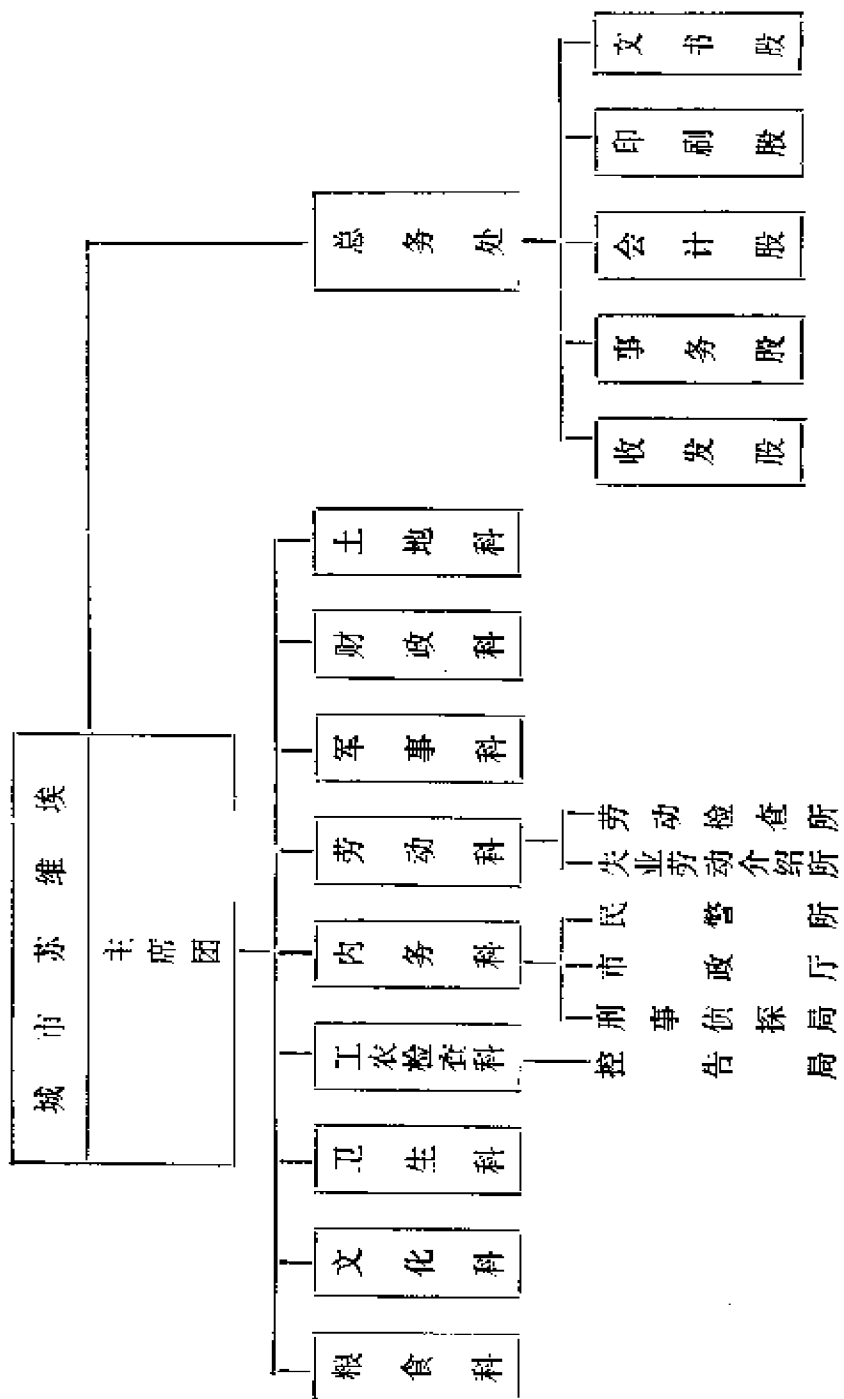 城市苏维埃
主席团
总务处
文书股
印刷股
会计股
事务股
收发股
土地科
财政科
军事科
劳动科
内务科
工农检查科
卫生科
文化科
粮食科
劳动检查所
失业劳动介绍所
民警所
市政厅
刑事侦探局
控告局